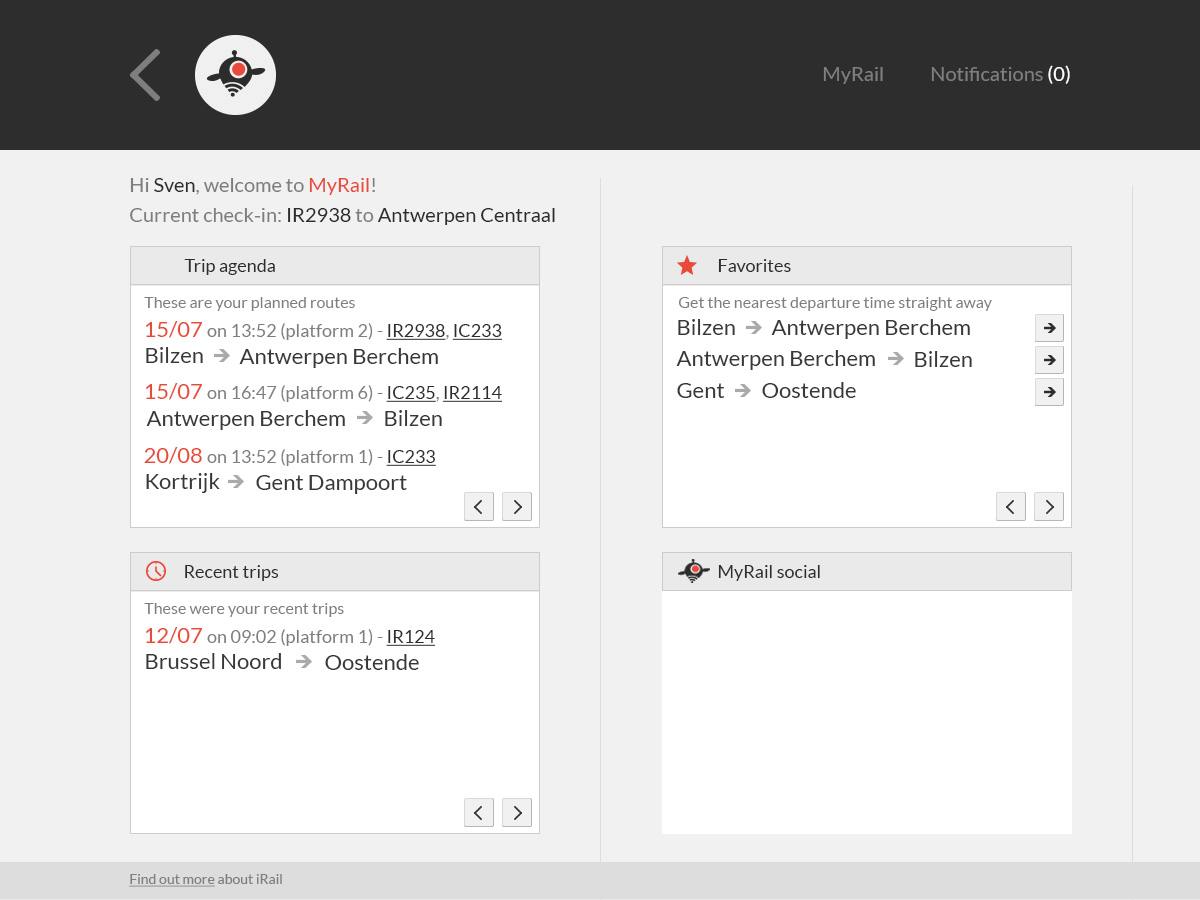 MyRail
Notifications (0)
Hi Sven, welcome to MyRail!
Current check-in: IR2938 to Antwerpen Centraal
Trip agenda
These are your planned routes
15/07 on 13:52 (platform 2) - IR2938, IC233
Bilzen → Antwerpen Berchem
15/07 on 16:47 (platform 6) - IC235, IR2114
Antwerpen Berchem → Bilzen
20/08 on 13:52 (platform 1) - IC233
Kortrijk → Gent Dampoort
Favorites
Get the nearest departure time straight away
Bilzen → Antwerpen Berchem
Antwerpen Berchem → Bilzen
Gent → Oostende
Recent trips
These were your recent trips
12/07 on 09:02 (platform 1) - IR124
Brussel Noord → Oostende
MyRail social
Find out more about iRail